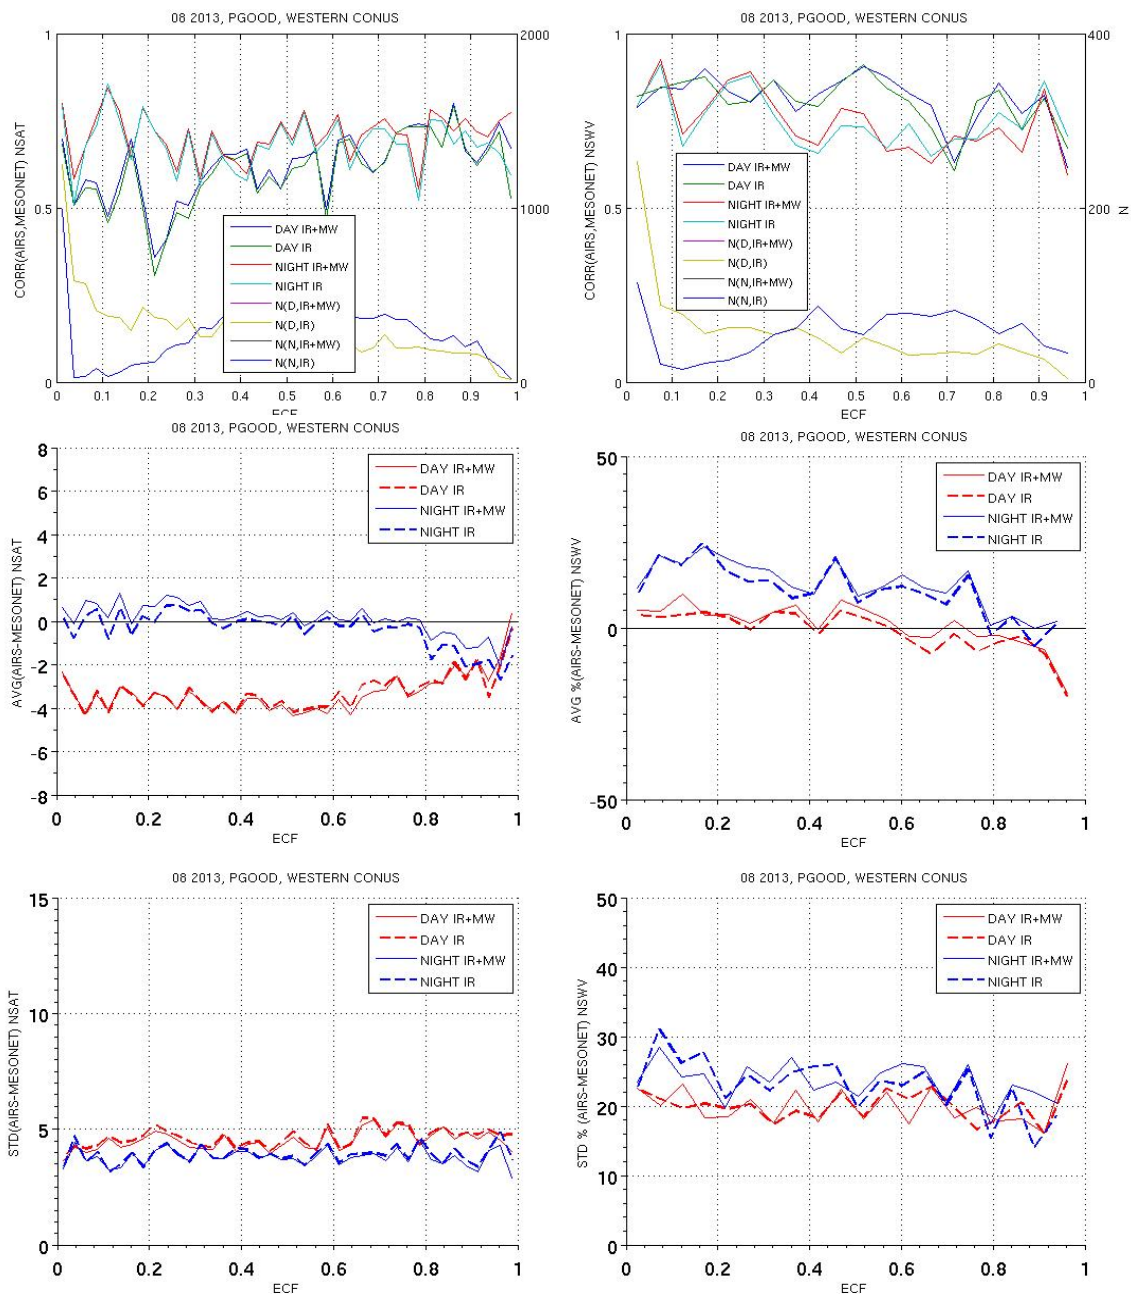 08 2013, PGOOD, WESTERN CONUS
1
0.5
0
2000
1000
0
CORR(AIRS,MESONET) NSAT
DAY IR+MW
DAY IR
NIGHT IR+MW
NIGHT IR
N(D,IR+MW)
N(D,IR)
N(N,IR+MW)
N(N,IR)
0 0.1 0.2 0.3 0.4 0.5 0.6 0.7 0.8 0.9 1
ECF
08 2013, PGOOD, WESTERN CONUS
1
0.5
0
400
200
0
CORR(AIRS,MESONET) NSWV
N
DAY IR+MW
DAY IR
NIGHT IR+MW
NIGHT IR
N(D,IR+MW)
N(D,IR)
N(N,IR+MW)
N(N,IR)
0 0.1 0.2 0.3 0.4 0.5 0.6 0.7 0.8 0.9 1
ECF
08 2013, PGOOD, WESTERN CONUS
8
6
4
2
0
-2
-4
-6
-8
AVG(AIRS-MESONET) NSAT
DAY IR+MW
DAY IR
NIGHT IR+MW
NIGHT IR
0 0.2 0.4 0.6 0.8 1
ECF
08 2013, PGOOD, WESTERN CONUS
50
0
-50
AVG %(AIRS-MESONET) NSWV
DAY IR+MW
DAY IR
NIGHT IR+MW
NIGHT IR
0 0.2 0.4 0.6 0.8 1
ECF
08 2013, PGOOD, WESTERN CONUS
15
10
5
0
STD(AIRS-MESONET) NSAT
DAY IR+MW
DAY IR
NIGHT IR+MW
NIGHT IR
0 0.2 0.4 0.6 0.8 1
ECF
08 2013, PGOOD, WESTERN CONUS
50
40
30
20
10
0
STD % (AIRS-MESONET) NSWV
DAY IR+MW
DAY IR
NIGHT IR+MW
NIGHT IR
0 0.2 0.4 0.6 0.8 1
ECF